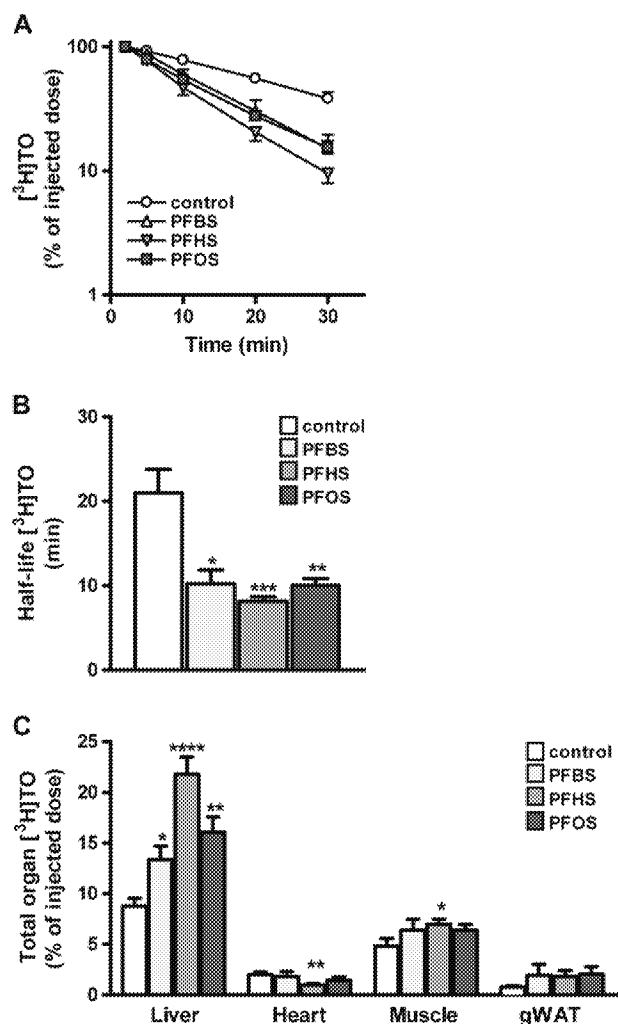 A
[³H]TO
(% of injected dose)
100
10
1
control
PFBS
PFHS
PFOS
0
10
20
30
Time (min)
B
Half-life [³H]TO
(min)
30
20
10
0
control
PFBS
PFHS
PFOS
*
***
**
C
Total organ [³H]TO
(% of injected dose)
25
20
15
10
5
0
control
PFBS
PFHS
PFOS
*
****
**
**
*
Liver
Heart
Muscle
gWAT